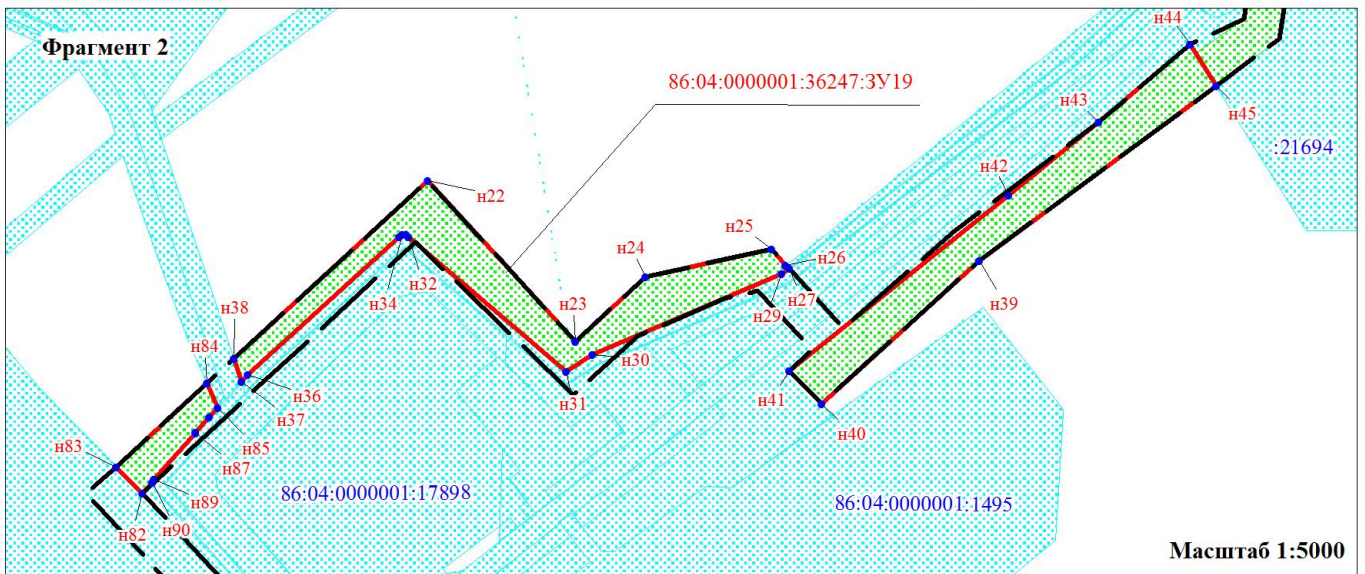 Фрагмент 2
86:04:0000001:36247:ЗУ19
н44
н43
н45
:21694
н42
н22
н25
н26
н24
н27
н39
н29
н32
н34
н23
н38
н30
н84
н36
н31
н41
н37
н40
н85
н83
н87
н89
86:04:0000001:17898
86:04:0000001:1495
н82
н90
Масштаб 1:5000